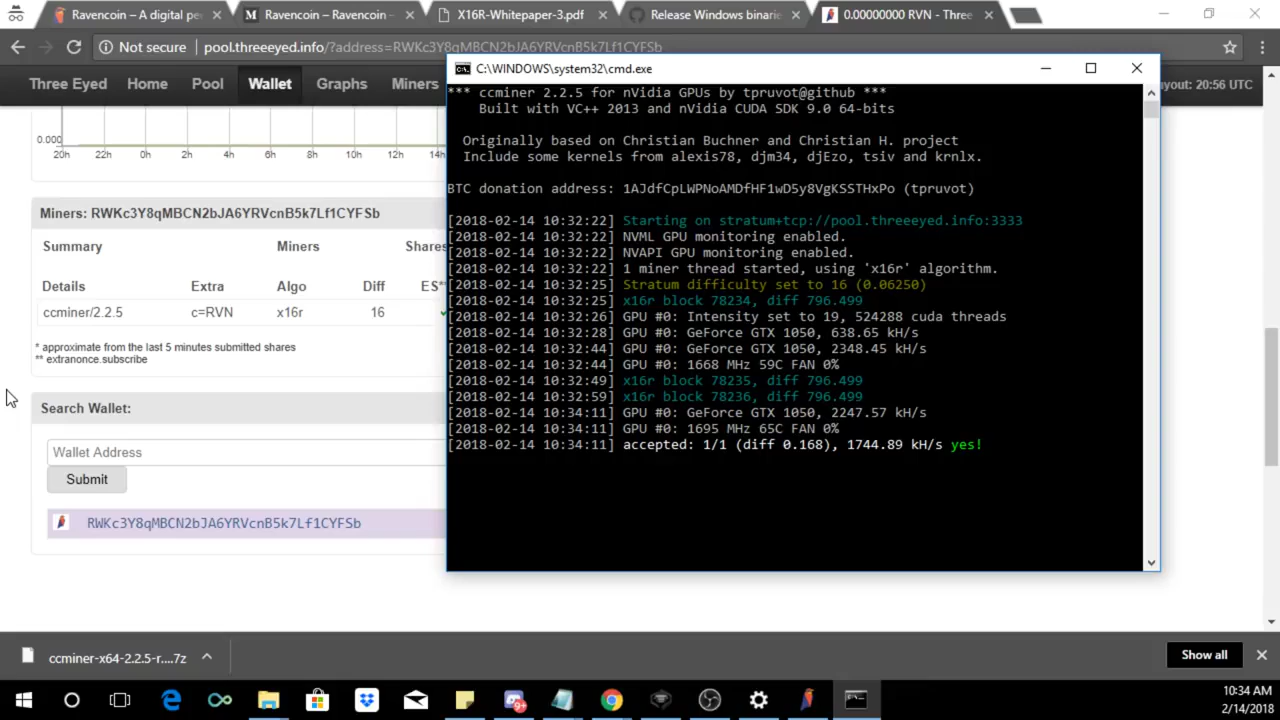 Ravencoin – A digital pe
Ravencoin – Ravencoin -
X16R-Whitepaper-3.pdf
Release Windows binarie
0.00000000 RVN - Three
Not secure pool.threeeyed.info/?address=RWKc3Y8qMBCN2bJA6YRVcnB5k7Lf1CYFSb
Three Eyed Home Pool Wallet Graphs Miners
yout: 20:56 UTC
0.000
20h 22h 0h 2h 4h 6h 8h 10h 12h 14h
Miners: RWKc3Y8qMBCN2bJA6YRVcnB5k7Lf1CYFSb
Summary Miners Shares
Details Extra Algo Diff ES**
ccminer/2.2.5 c=RVN x16r 16
* approximate from the last 5 minutes submitted shares
** extranonce.subscribe
Search Wallet:
Wallet Address
Submit
RWKc3Y8qMBCN2bJA6YRVcnB5k7Lf1CYFSb
C:\WINDOWS\system32\cmd.exe
*** ccminer 2.2.5 for nVidia GPUs by tpruvot@github ***
Built with VC++ 2013 and nVidia CUDA SDK 9.0 64-bits
Originally based on Christian Buchner and Christian H. project
Include some kernels from alexis78, djm34, djEzo, tsiv and krnlx.
BTC donation address: 1AJdfCpLWPNoAMDfHF1wD5y8VgKSSTHxPo (tpruvot)
[2018-02-14 10:32:22] Starting on stratum+tcp://pool.threeeyed.info:3333
[2018-02-14 10:32:22] NVML GPU monitoring enabled.
[2018-02-14 10:32:22] NVAPI GPU monitoring enabled.
[2018-02-14 10:32:22] 1 miner thread started, using 'x16r' algorithm.
[2018-02-14 10:32:25] Stratum difficulty set to 16 (0.06250)
[2018-02-14 10:32:25] x16r block 78234, diff 796.499
[2018-02-14 10:32:26] GPU #0: Intensity set to 19, 524288 cuda threads
[2018-02-14 10:32:28] GPU #0: GeForce GTX 1050, 638.65 kH/s
[2018-02-14 10:32:44] GPU #0: GeForce GTX 1050, 2348.45 kH/s
[2018-02-14 10:32:44] GPU #0: 1668 MHz 59C FAN 0%
[2018-02-14 10:32:49] x16r block 78235, diff 796.499
[2018-02-14 10:32:59] x16r block 78236, diff 796.499
[2018-02-14 10:34:11] GPU #0: GeForce GTX 1050, 2247.57 kH/s
[2018-02-14 10:34:11] GPU #0: 1695 MHz 65C FAN 0%
[2018-02-14 10:34:11] accepted: 1/1 (diff 0.168), 1744.89 kH/s yes!
ccminer-x64-2.2.5-r....7z
Show all
10:34 AM
2/14/2018